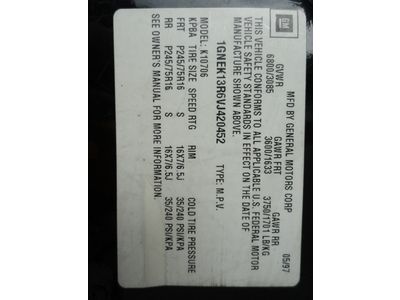 GM
MFD BY GENERAL MOTORS CORP
05/97
GVWR GAWR FRT GAWR RR
6800/3085 3600/1633 3750/1701 LB/KG
THIS VEHICLE CONFORMS TO ALL APPLICABLE U.S. FEDERAL MOTOR
VEHICLE SAFETY STANDARDS IN EFFECT ON THE DATE OF
MANUFACTURE SHOWN ABOVE.
1GNEK13R6VJ420452 TYPE: M.P.V.
MODEL: K10706
KPBA TIRE SIZE SPEED RTG RIM COLD TIRE PRESSURE
FRT P245/75R16 S 16X7/6.5J 35/240 PSI/KPA
RR P245/75R16 S 16X7/6.5J 35/240 PSI/KPA
SEE OWNER'S MANUAL FOR MORE INFORMATION.